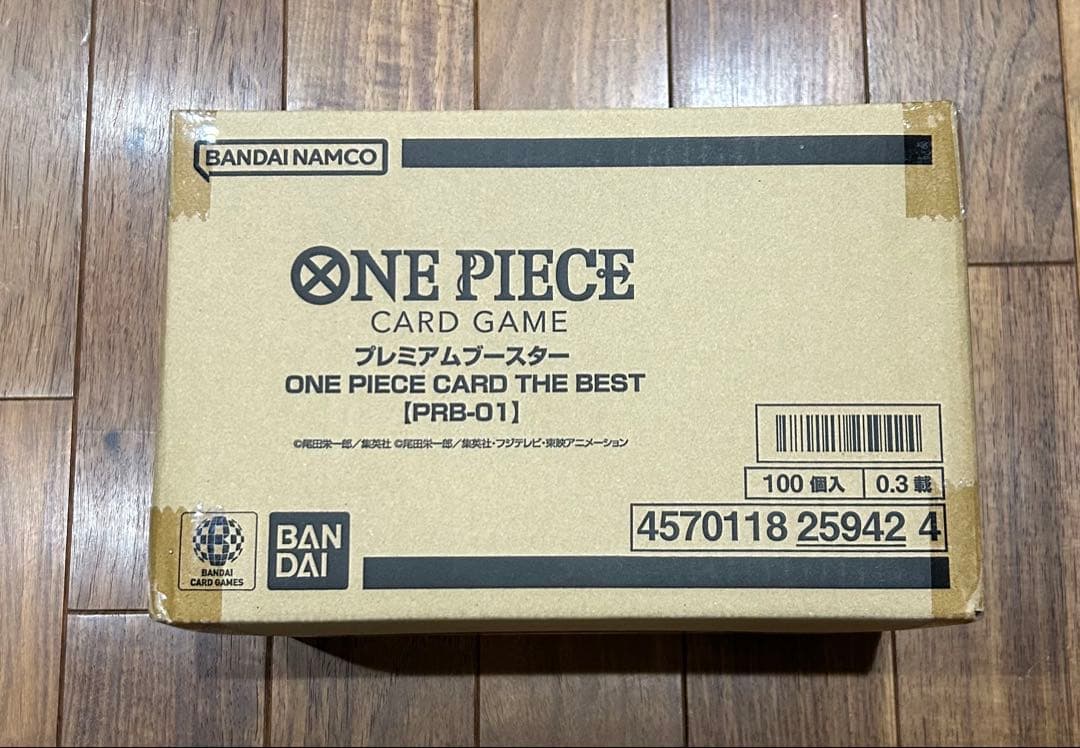 BANDAI NAMCO
ONE PIECE
CARD GAME
プレミアムブースター
ONE PIECE CARD THE BEST
【PRB-01】
©尾田栄一郎／集英社 ©尾田栄一郎／集英社・フジテレビ・東映アニメーション
100 個入 0.3 載
4570118 25942 4
BANDAI
CARD GAMES
BAN
DAI